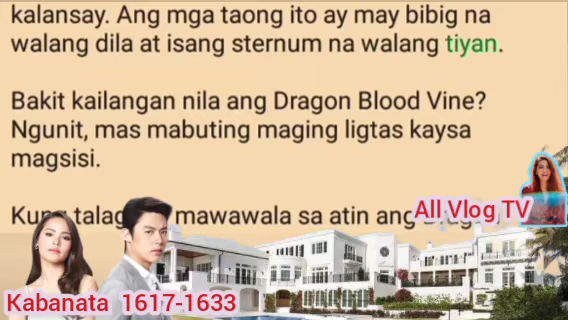 kalansay. Ang mga taong ito ay may bibig na
walang dila at isang sternum na walang tiyan.
Bakit kailangan nila ang Dragon Blood Vine?
Ngunit, mas mabuting maging ligtas kaysa
magsisi.
mawawala sa atin ang
All Vlog TV
Kabanata 1617-1633